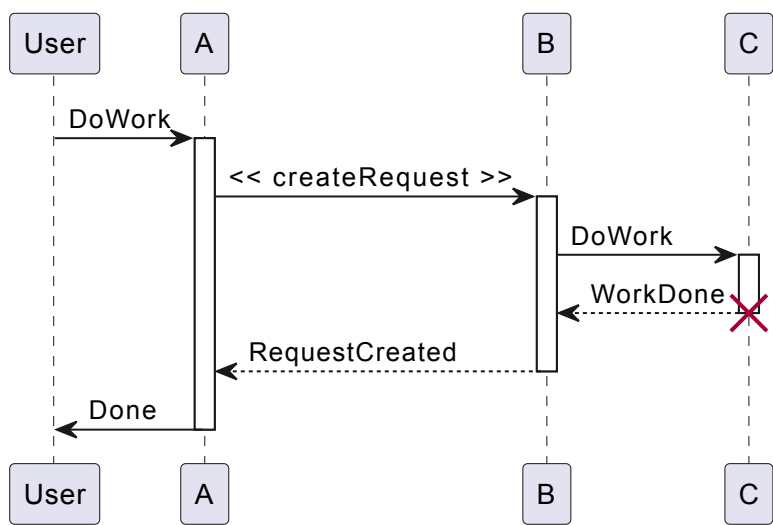 User A B C
DoWork
<< createRequest >>
DoWork
WorkDone
RequestCreated
Done
User A B C